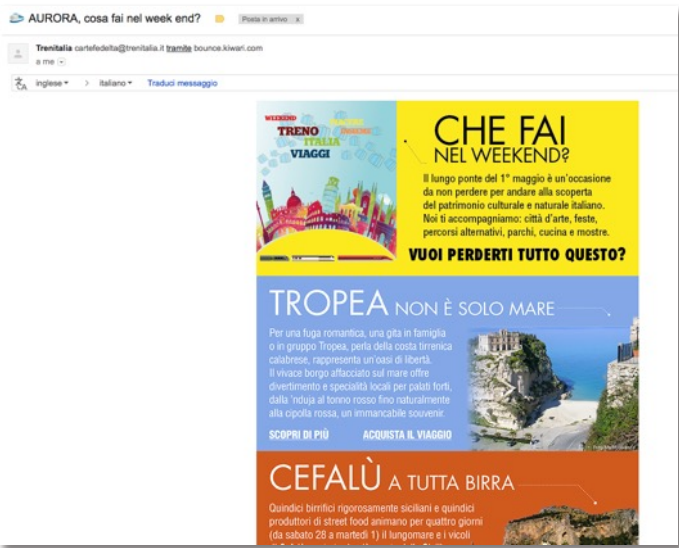 AURORA, cosa fai nel week end?
Posta in arrivo x
Trenitalia cartefedelta@trenitalia.it tramite bounce.kiwari.com
a me
inglese > italiano Traduci messaggio
WEEKEND
TRENO
ITALIA
VIAGGI
CHE FAI
NEL WEEKEND?
Il lungo ponte del 1° maggio è un'occasione
da non perdere per andare alla scoperta
del patrimonio culturale e naturale italiano.
Noi ti accompagniamo: città d'arte, feste,
percorsi alternativi, parchi, cucina e mostre.
VUOI PERDERTI TUTTO QUESTO?
TROPEA NON È SOLO MARE
Per una fuga romantica, una gita in famiglia
o in gruppo Tropea, perla della costa tirrenica
calabrese, rappresenta un'oasi di libertà.
Il vivace borgo affacciato sul mare offre
divertimento e specialità locali per palati forti,
dalla 'nduja al tonno rosso fino naturalmente
alla cipolla rossa, un immancabile souvenir.
SCOPRI DI PIÙ ACQUISTA IL VIAGGIO
CEFALÙ A TUTTA BIRRA
Quindici birrifici rigorosamente siciliani e quindici
produttori di street food animano per quattro giorni
(da sabato 28 a martedì 1) il lungomare e i vicoli